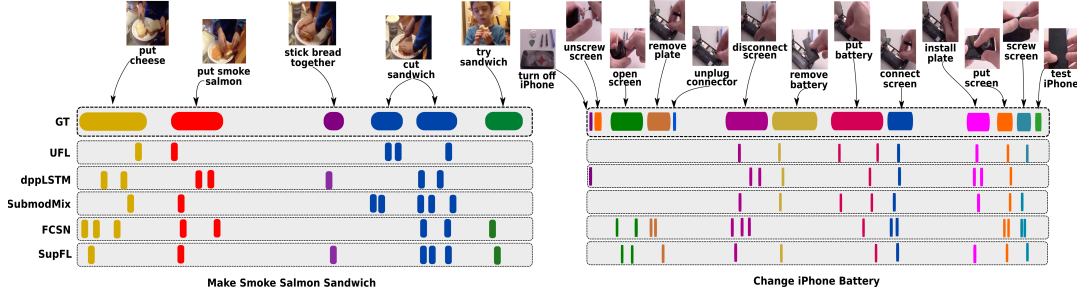 put
cheese
put smoke
salmon
stick bread
together
cut
sandwich
try
sandwich
turn off
iPhone
unscrew
screen
open
screen
remove
plate
unplug
connector
disconnect
screen
remove
battery
put
battery
connect
screen
install
plate
put
screen
screw
screen
test
iPhone
GT
UFL
dppLSTM
SubmodMix
FCSN
SupFL
Make Smoke Salmon Sandwich
Change iPhone Battery